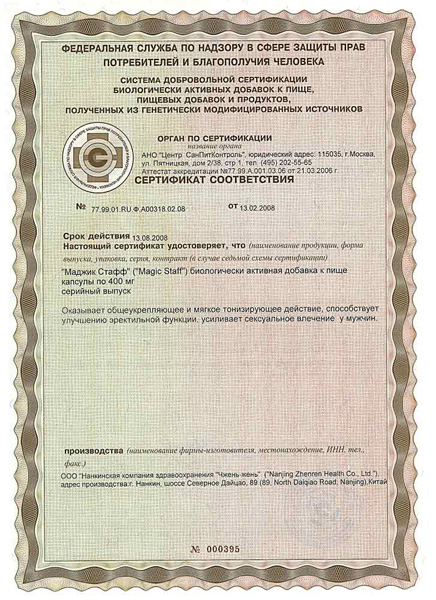 ФЕДЕРАЛЬНАЯ СЛУЖБА ПО НАДЗОРУ В СФЕРЕ ЗАЩИТЫ ПРАВ
ПОТРЕБИТЕЛЕЙ И БЛАГОПОЛУЧИЯ ЧЕЛОВЕКА
СИСТЕМА ДОБРОВОЛЬНОЙ СЕРТИФИКАЦИИ
БИОЛОГИЧЕСКИ АКТИВНЫХ ДОБАВОК К ПИЩЕ,
ПИЩЕВЫХ ДОБАВОК И ПРОДУКТОВ,
ПОЛУЧЕННЫХ ИЗ ГЕНЕТИЧЕСКИ МОДИФИЦИРОВАННЫХ ИСТОЧНИКОВ
ОРГАН ПО СЕРТИФИКАЦИИ
название органа
АНО "Центр СанПитКонтроль", юридический адрес: 115035, г.Москва,
ул. Пятницкая, дом 2/38, стр 1, тел. (495) 202-55-65
Аттестат аккредитации №77.99.А.001.03.06 от 21.03.2006 г.
СЕРТИФИКАТ СООТВЕТСТВИЯ
№ 77.99.01.RU.Ф.А00318.02.08 от 13.02.2008
Срок действия 13.08.2008
Настоящий сертификат удостоверяет, что (наименование продукции, форма
выпуска, упаковка, серия, контракт (в случае седьмой схемы сертификации)
"Маджик Стафф" ("Magic Staff") биологически активная добавка к пище
капсулы по 400 мг
серийный выпуск
Оказывает общеукрепляющее и мягкое тонизирующее действие, способствует
улучшению эректильной функции, усиливает сексуальное влечение у мужчин.
производства (наименование фирмы-изготовителя, местонахождение, ИНН, тел.,
факс.)
ООО "Нанкинская компания здравоохранения "Чжень-жень" ("Nanjing Zhenren Health Co., Ltd."),
адрес производства:г. Нанкин, шоссе Северное Дайцао, 89 (89, North Daiqiao Road, Nanjing),Китай
№ 000395